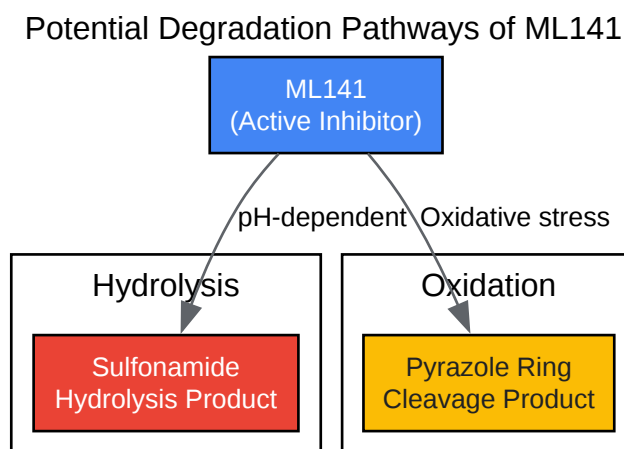 Potential Degradation Pathways of ML141
ML141
(Active Inhibitor)
pH-dependent
Oxidative stress
Hydrolysis
Oxidation
Sulfonamide
Hydrolysis Product
Pyrazole Ring
Cleavage Product